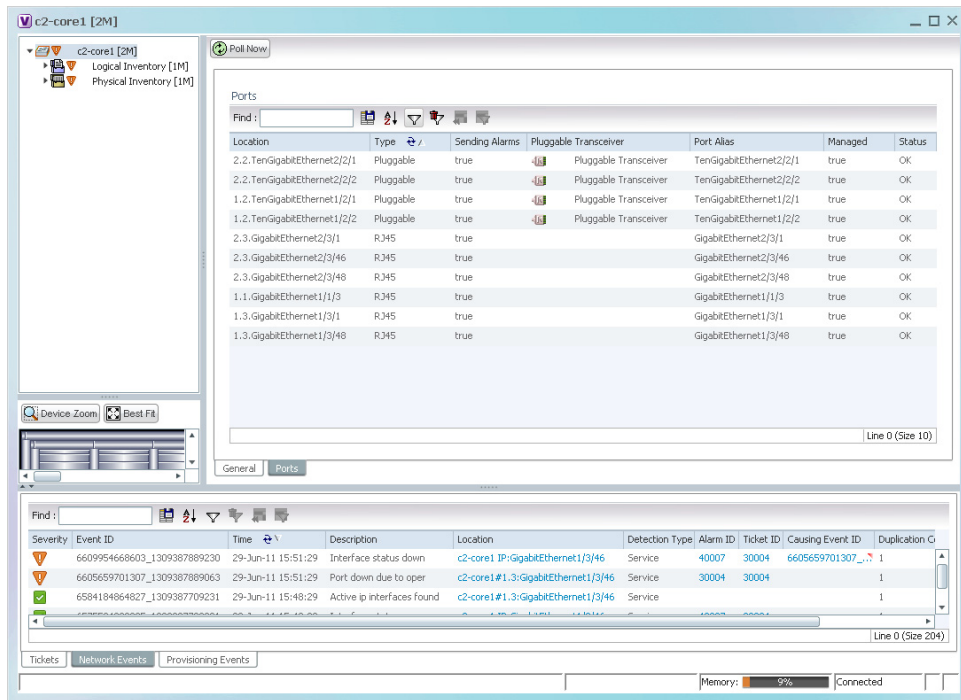 c2-core1 [2M]
c2-core1 [2M]
Logical Inventory [1M]
Physical Inventory [1M]
Poll Now
Ports
Find :
Location Type Sending Alarms Pluggable Transceiver Port Alias Managed Status
2.2.TenGigabitEthernet2/2/1 Pluggable true Pluggable Transceiver TenGigabitEthernet2/2/1 true OK
2.2.TenGigabitEthernet2/2/2 Pluggable true Pluggable Transceiver TenGigabitEthernet2/2/2 true OK
1.2.TenGigabitEthernet1/2/1 Pluggable true Pluggable Transceiver TenGigabitEthernet1/2/1 true OK
1.2.TenGigabitEthernet1/2/2 Pluggable true Pluggable Transceiver TenGigabitEthernet1/2/2 true OK
2.3.GigabitEthernet2/3/1 RJ45 true GigabitEthernet2/3/1 true OK
2.3.GigabitEthernet2/3/46 RJ45 true GigabitEthernet2/3/46 true OK
2.3.GigabitEthernet2/3/48 RJ45 true GigabitEthernet2/3/48 true OK
1.1.GigabitEthernet1/1/3 RJ45 true GigabitEthernet1/1/3 true OK
1.3.GigabitEthernet1/3/1 RJ45 true GigabitEthernet1/3/1 true OK
1.3.GigabitEthernet1/3/48 RJ45 true GigabitEthernet1/3/48 true OK
Line 0 (Size 10)
Device Zoom Best Fit
General Ports
Find :
Severity Event ID Time Description Location Detection Type Alarm ID Ticket ID Causing Event ID Duplication Co
6609954668603_1309387889230 29-Jun-11 15:51:29 Interface status down c2-core1 IP:GigabitEthernet1/3/46 Service 40007 30004 6605659701307_... 1
6605659701307_1309387889063 29-Jun-11 15:51:29 Port down due to oper c2-core1#1.3:GigabitEthernet1/3/46 Service 30004 30004 1
6584184864827_1309387709231 29-Jun-11 15:48:29 Active ip interfaces found c2-core1#1.3:GigabitEthernet1/3/46 Service 1
Line 0 (Size 204)
Tickets Network Events Provisioning Events
Memory: 9% Connected